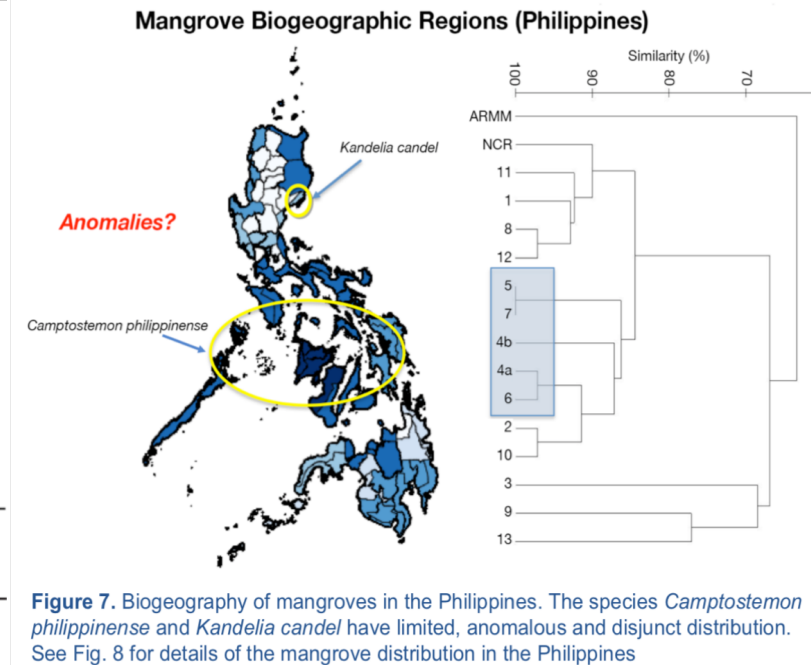 Mangrove Biogeographic Regions (Philippines)
Similarity (%)
100
90
80
70
Kandelia candel
Anomalies?
Camptostemon philippinense
ARMM
NCR
11
1
8
12
5
7
4b
4a
6
2
10
3
9
13
Figure 7. Biogeography of mangroves in the Philippines. The species Camptostemon
philippinense and Kandelia candel have limited, anomalous and disjunct distribution.
See Fig. 8 for details of the mangrove distribution in the Philippines